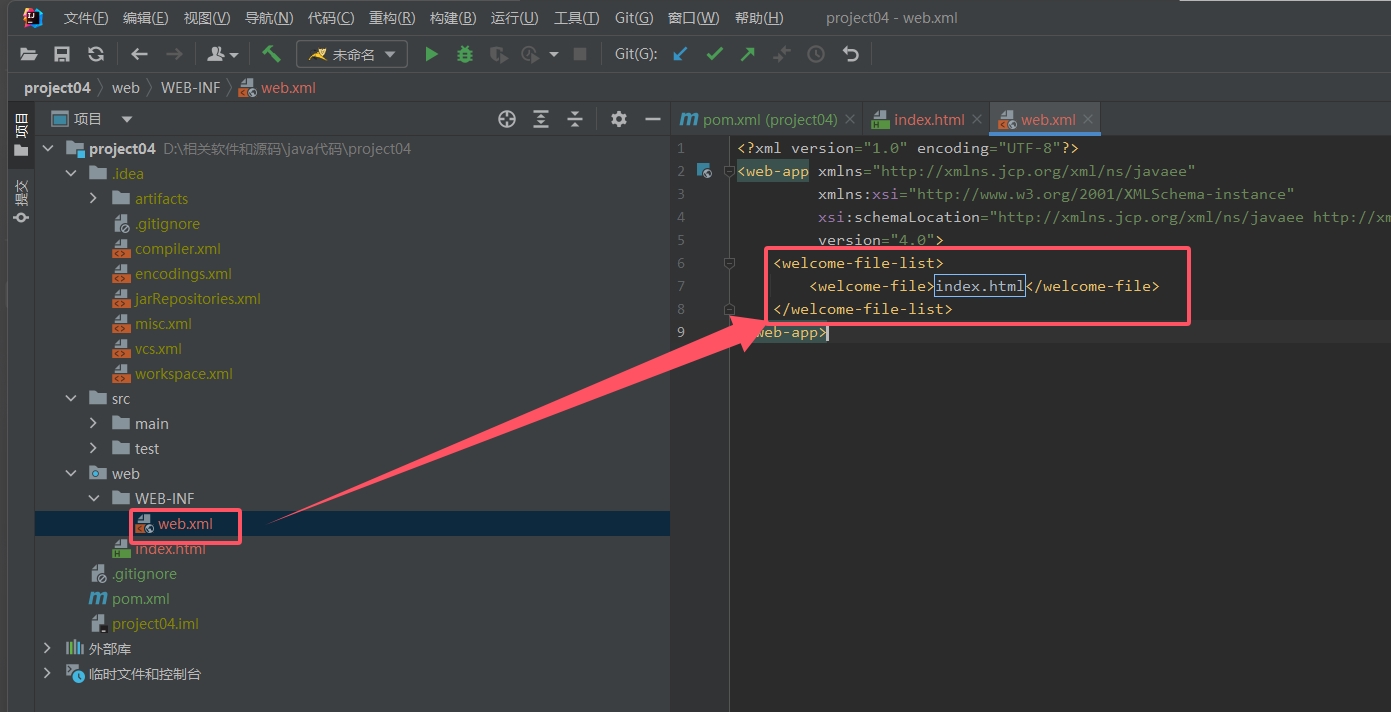 文件(F) 编辑(E) 视图(V) 导航(N) 代码(C) 重构(R) 构建(B) 运行(U) 工具(T) Git(G) 窗口(W) 帮助(H) project04 - web.xml
未命名 Git(G):
project04 web WEB-INF web.xml
项目
提交
项目
project04 D:\相关软件和源码\java代码\project04
.idea
artifacts
.gitignore
compiler.xml
encodings.xml
jarRepositories.xml
misc.xml
vcs.xml
workspace.xml
src
main
test
web
WEB-INF
web.xml
index.html
.gitignore
pom.xml
project04.iml
外部库
临时文件和控制台
pom.xml (project04) index.html web.xml
1 <?xml version="1.0" encoding="UTF-8"?>
2 <web-app xmlns="http://xmlns.jcp.org/xml/ns/javaee"
3 xmlns:xsi="http://www.w3.org/2001/XMLSchema-instance"
4 xsi:schemaLocation="http://xmlns.jcp.org/xml/ns/javaee http://xm
5 version="4.0">
6 <welcome-file-list>
7 <welcome-file>index.html</welcome-file>
8 </welcome-file-list>
9 web-app>